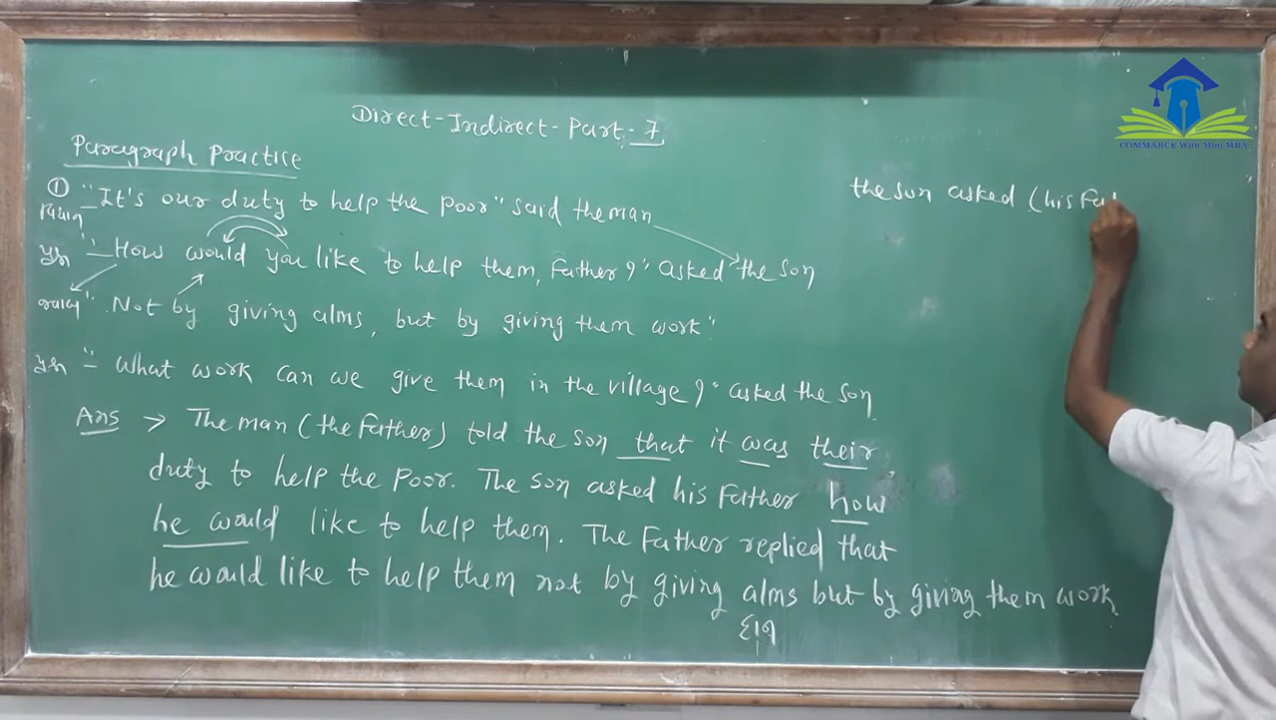 Direct-Indirect-Part-7
Paragraph Practice
① "It's our duty to help the poor" said the man
"How would you like to help them, Father?" asked the son
". Not by giving alms, but by giving them work"
" What work can we give them in the village?" asked the son
Ans > The man (the Father) told the son that it was their
duty to help the poor. The son asked his Father how
he would like to help them. The Father replied that
he would like to help them not by giving alms but by giving them work
the son asked (his Fat
COMMARCE With Mitu MBA